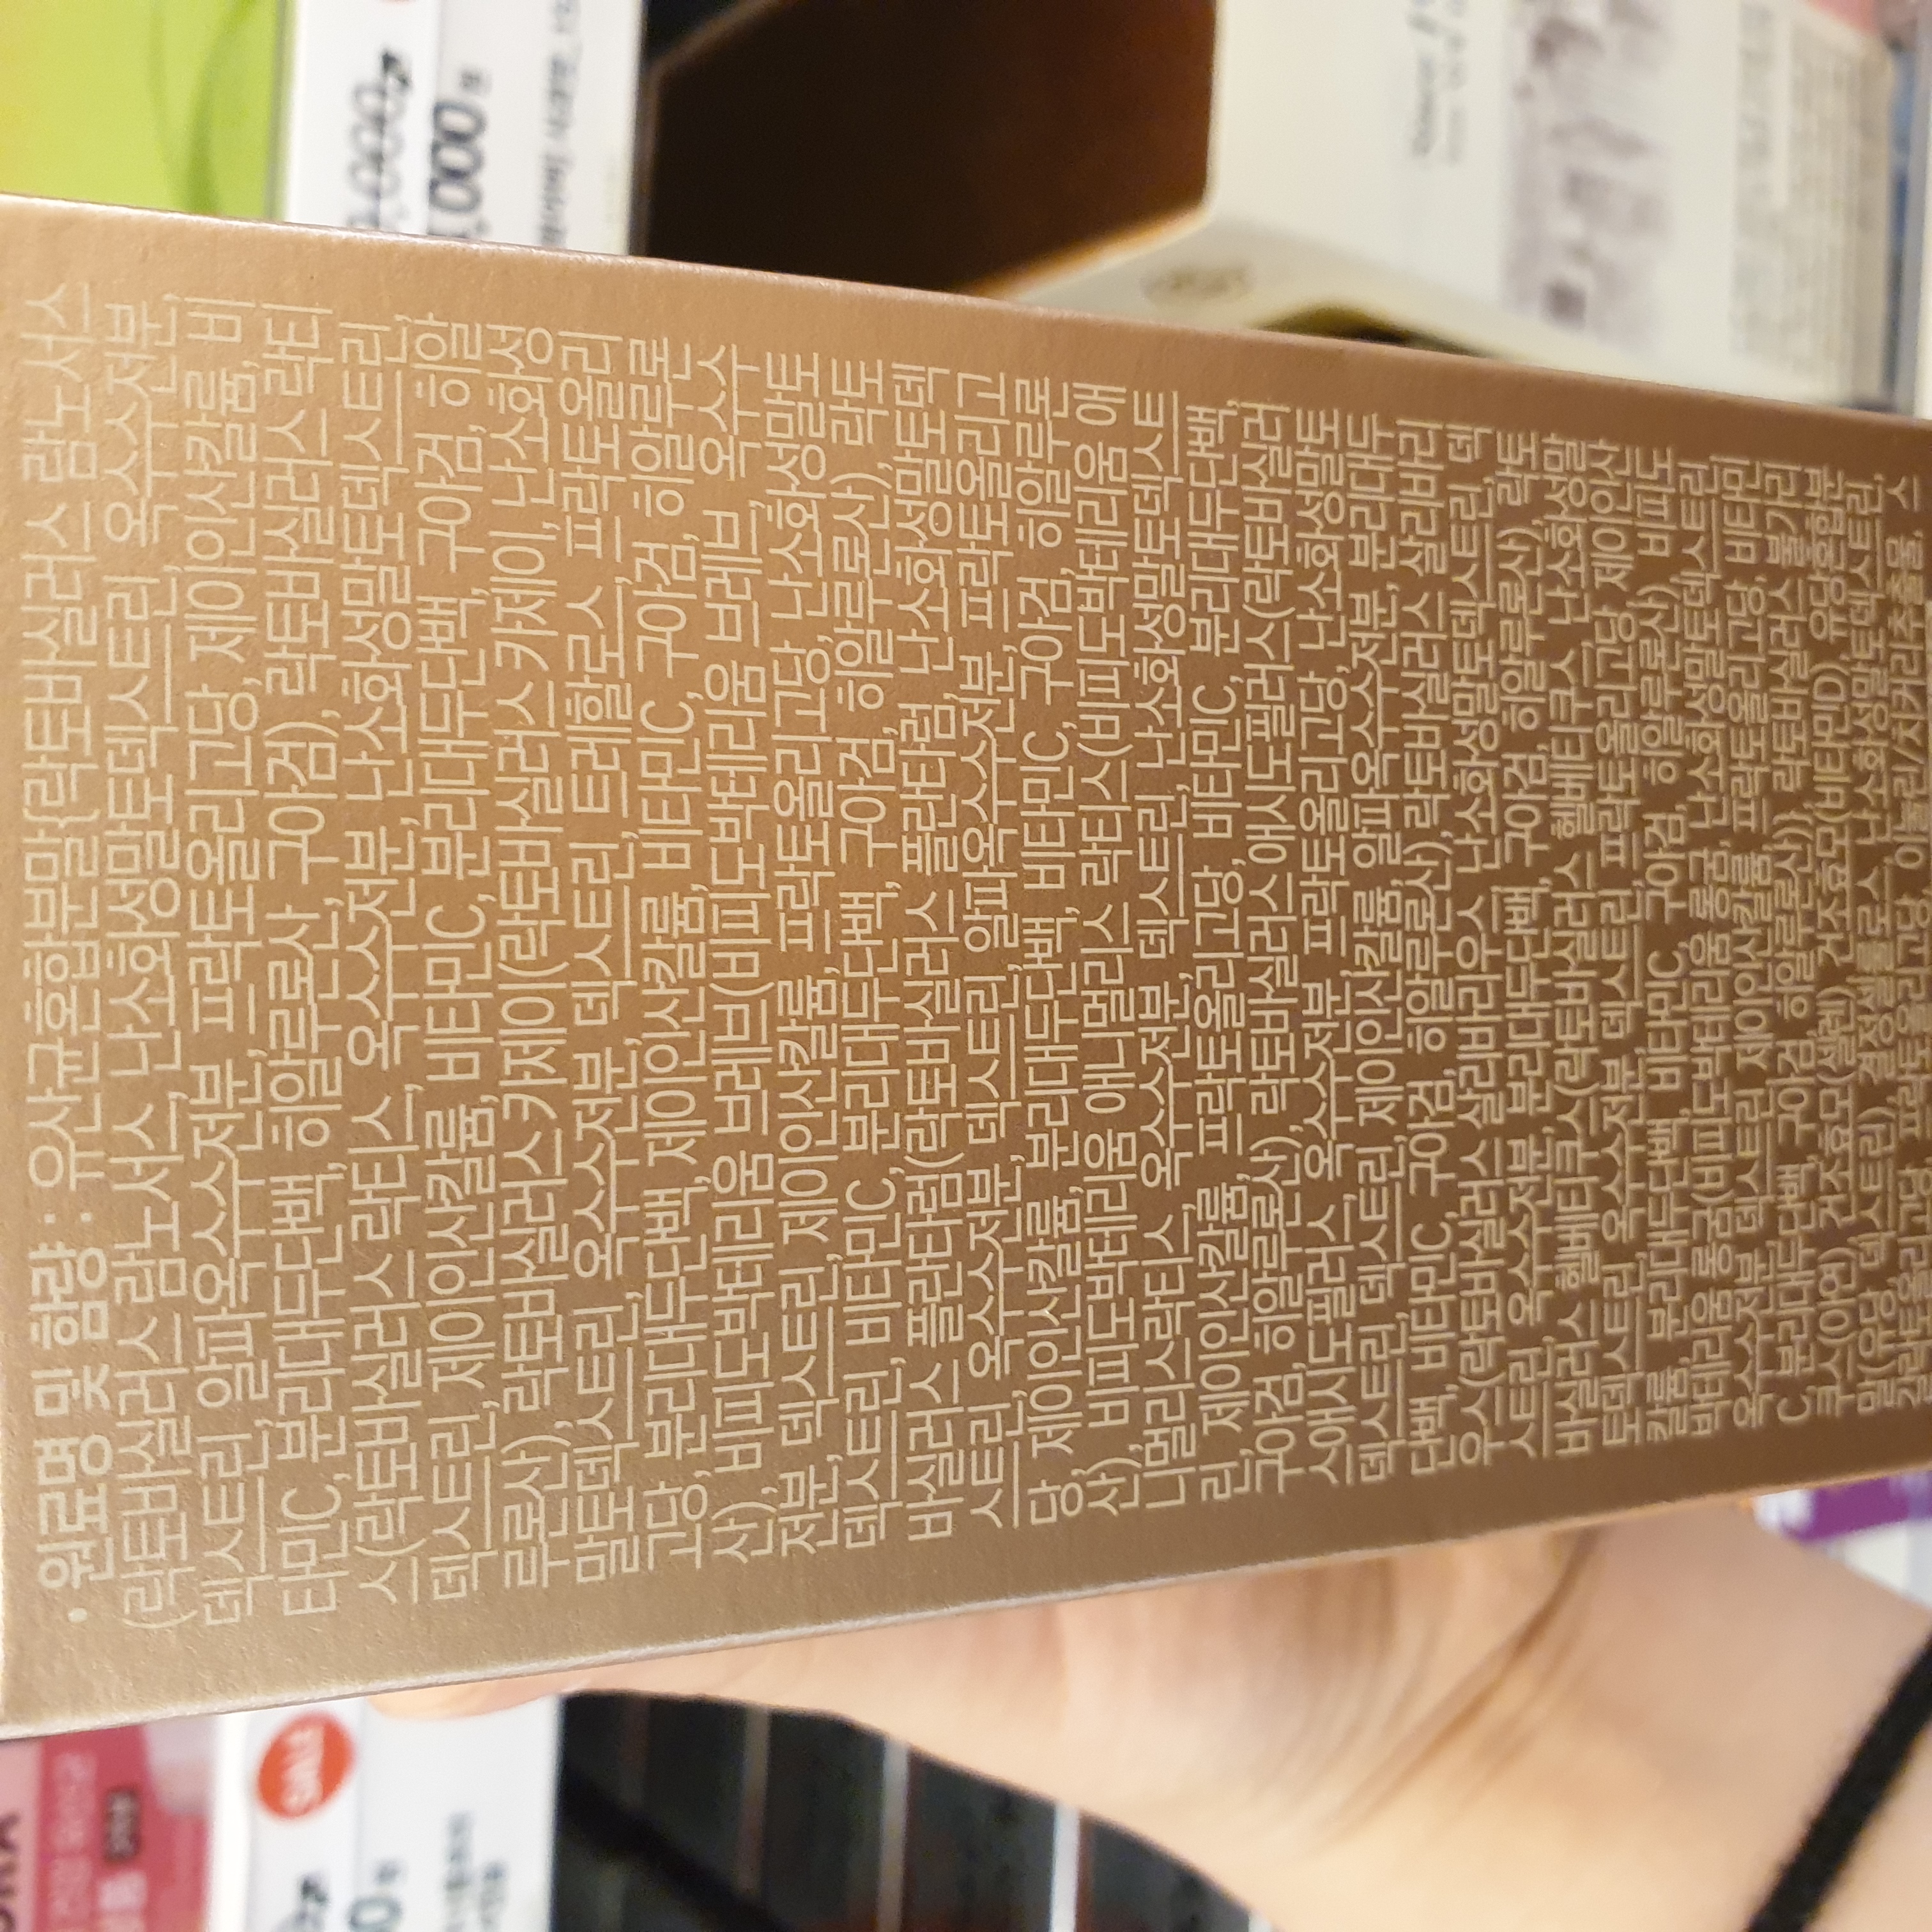 • 원료명 및 함량 : 유산균혼합분말{락토바실러스 람노서스
(락토바실러스 람노서스, 난소화성말토덱스트린, 옥수수전분,
덱스트린, 알파옥수수전분, 프락토올리고당, 제이인산칼륨, 비
타민C, 분리대두단백, 히알루론산, 구아검), 락토바실러스 락티
스(락토바실러스 락티스, 옥수수전분, 난소화성말토덱스트린,
덱스트린, 제이인산칼륨, 비타민C, 분리대두단백, 구아검, 히알
루론산), 락토바실러스 카제이(락토바실러스 카제이, 난소화성
말토덱스트린, 옥수수전분, 덱스트린, 트레할로스, 프락토올리
고당, 분리대두단백, 제이인산칼륨, 비타민C, 구아검, 히알루론
산), 비피도박테리움 브레브(비피도박테리움 브레브, 옥수수
전분, 덱스트린, 제이인산칼륨, 프락토올리고당, 난소화성말토
덱스트린, 비타민C, 분리대두단백, 구아검, 히알루론산), 락토
바실러스 플란타럼(락토바실러스 플란타럼, 난소화성말토덱
스트린, 옥수수전분, 덱스트린, 알파옥수수전분, 프락토올리고
당, 제이인산칼륨, 분리대두단백, 비타민C, 구아검, 히알루론
산), 비피도박테리움 애니멀리스 락티스(비피도박테리움 애
니멀리스락티스, 옥수수전분, 덱스트린, 난소화성말토덱스트
린, 제이인산칼륨, 프락토올리고당, 비타민C, 분리대두단백,
구아검, 히알루론산), 락토바실러스 애시도필러스(락토바실러
스애시도필러스, 옥수수전분, 프락토올리고당, 난소화성말토
덱스트린, 덱스트린, 제이인산칼륨, 알파옥수수전분, 분리대두
단백, 비타민C, 구아검, 히알루론산),락토바실러스 살리바리
우스(락토바실러스 살리바리우스, 난소화성말토덱스트린, 덱
스트린, 옥수수전분, 분리대두단백, 구아검, 히알루론산), 락토
바실러스 헬베티쿠스(락토바실러스 헬베티쿠스, 난소화성말
토덱스트린, 옥수수전분, 덱스트린, 프락토올리고당, 제이인산
칼륨, 분리대두단백, 비타민C, 구아검, 히알루론산), 비피도
박테리움 롱굼(비피도박테리움 롱굼, 난소화성말토덱스트린,
옥수수전분, 덱스트린, 제이인산칼륨, 프락토올리고당, 비타민
C, 분리대두단백, 구아검, 히알루론산)}, 락토바실러스 불가리
쿠스(아연), 건조효모(셀렌), 건조효모(비타민D), 유당혼합분
말(유당, 덱스트린), 결정셀룰로스, 난소화성말토덱스트린,
갈락토올리고당, 프락토올리고당, 이눌린/치커리추출물, 스
SALE
,000